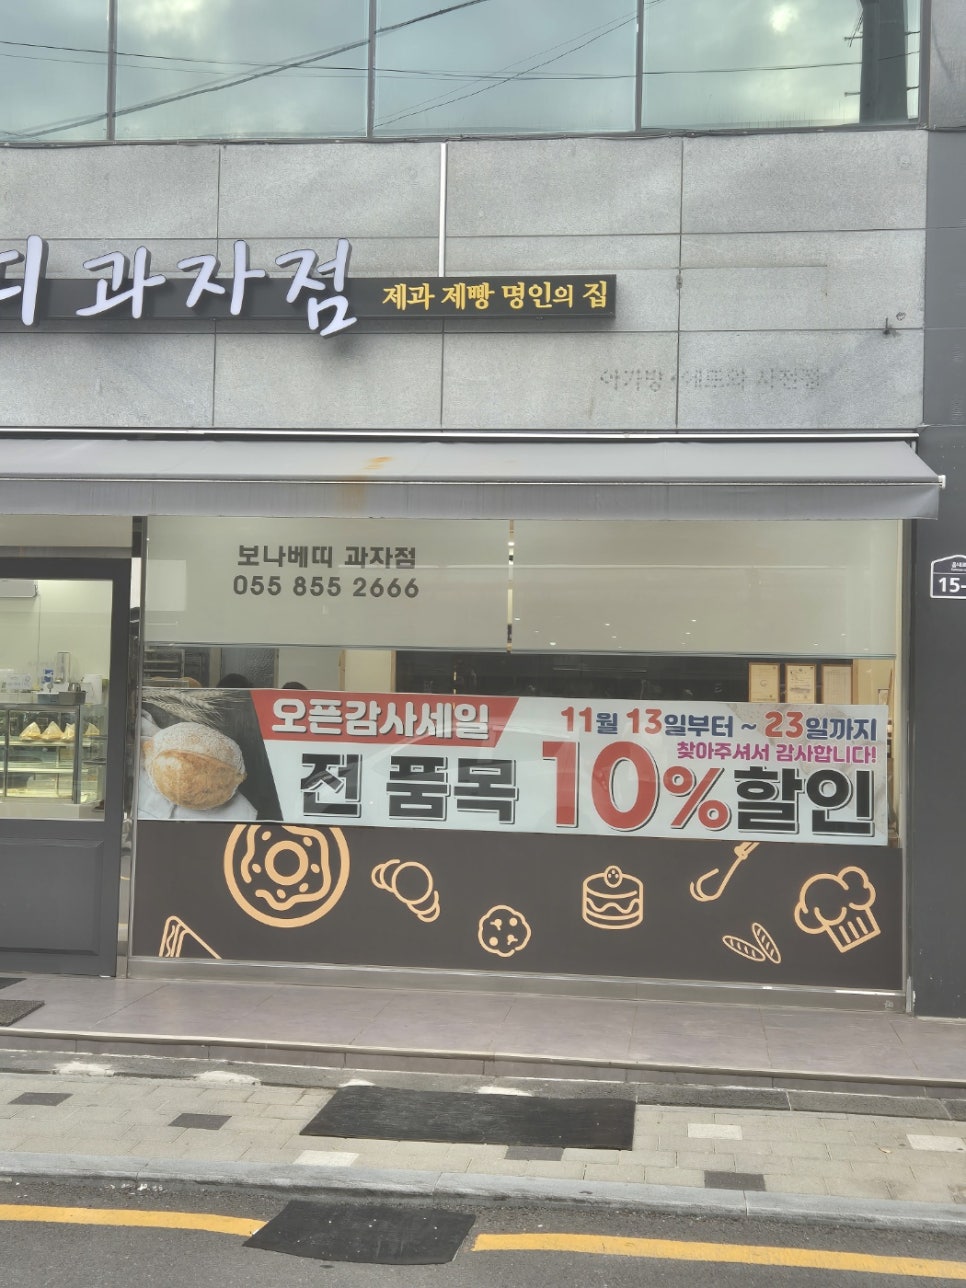 과자점
제과 제빵 명인의 집
보나베띠 과자점
055 855 2666
오픈감사세일
11월 13일부터 ~ 23일까지
찾아주셔서 감사합니다!
전 품목 10% 할인
15-